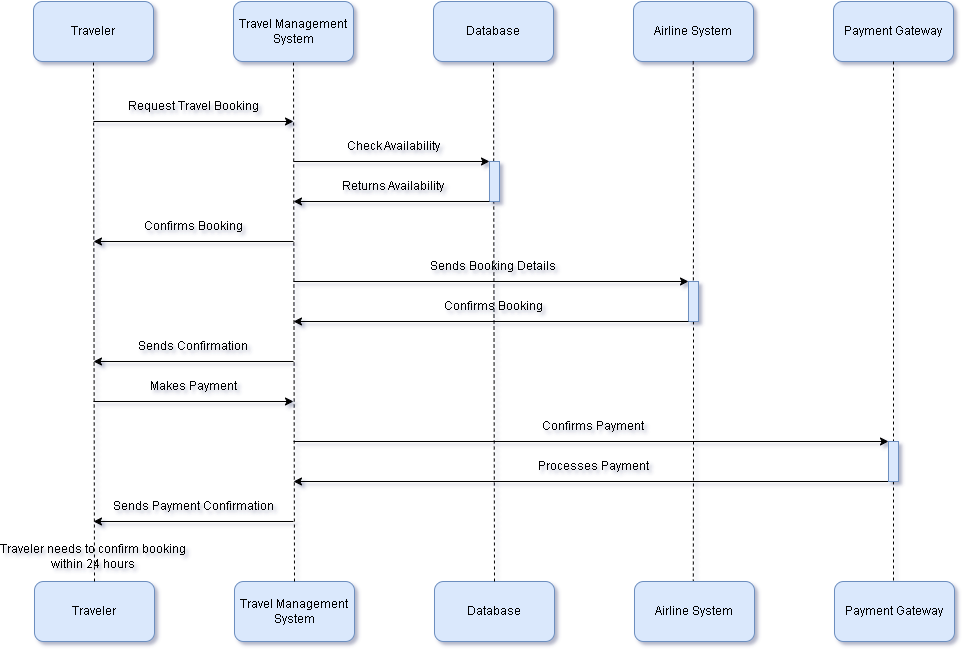 Traveler
Travel Management
System
Database
Airline System
Payment Gateway
Request Travel Booking
Check Availability
Returns Availability
Confirms Booking
Sends Booking Details
Confirms Booking
Sends Confirmation
Makes Payment
Confirms Payment
Processes Payment
Sends Payment Confirmation
Traveler needs to confirm booking
within 24 hours
Traveler
Travel Management
System
Database
Airline System
Payment Gateway